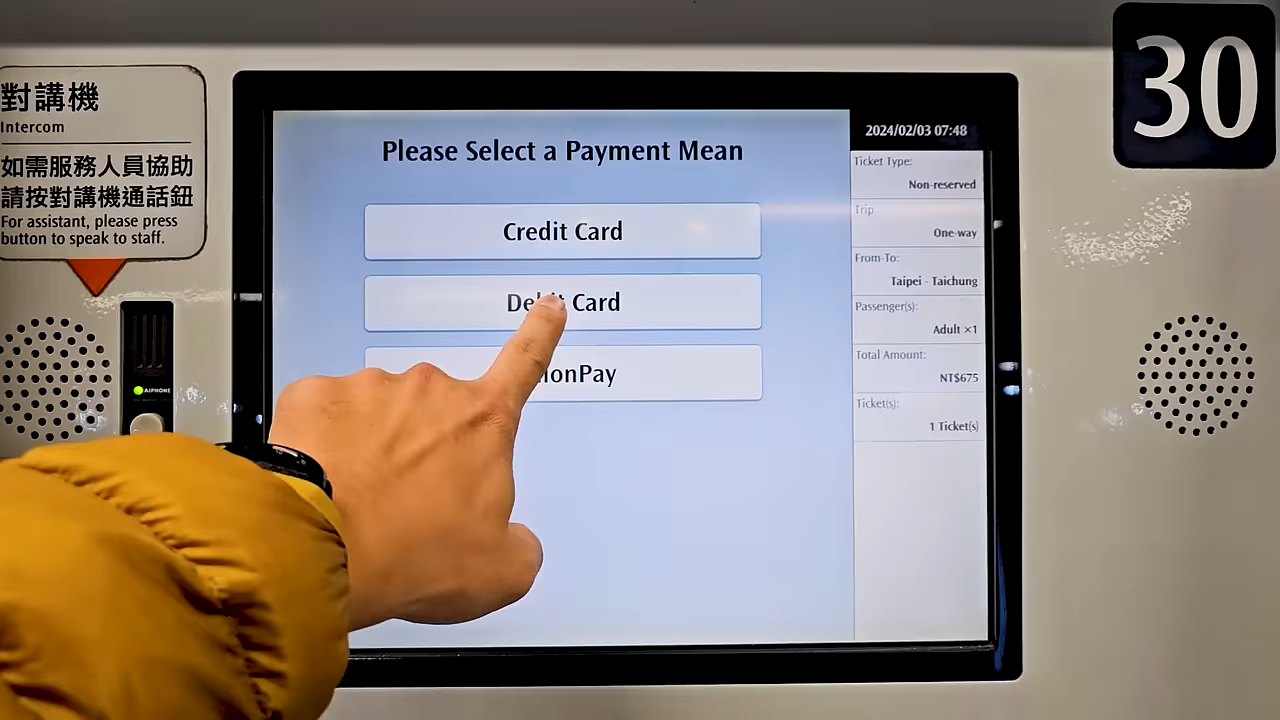 對講機
Intercom
如需服務人員協助
請按對講機通話鈕
For assistant, please press
button to speak to staff.
AIPHONE
Please Select a Payment Mean
Credit Card
Card
2024/02/03 07:48
Ticket Type:
Non-reserved
Trip:
One-way
From-To:
Taipei - Taichung
Passenger(s):
Adult ×1
Total Amount:
NT$675
Ticket(s):
1 Ticket(s)
30